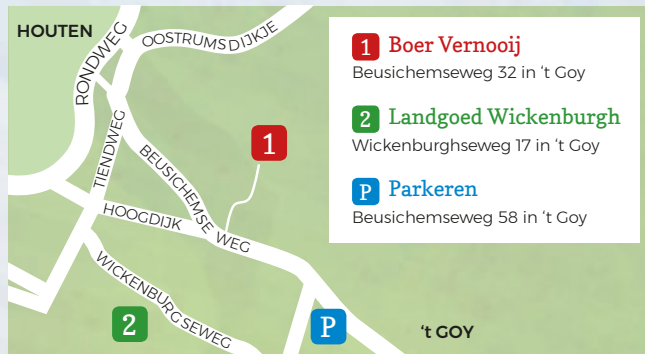 HOUTEN
RONDWEG
OOSTRUMSDIJKJE
TIENDWEG
BEUSICHEMSE WEG
HOOGDIJK
WICKENBURGSEWEG
1
2
P
't GOY
1 Boer Vernooij
Beusichemseweg 32 in 't Goy
2 Landgoed Wickenburgh
Wickenburghseweg 17 in 't Goy
P Parkeren
Beusichemseweg 58 in 't Goy